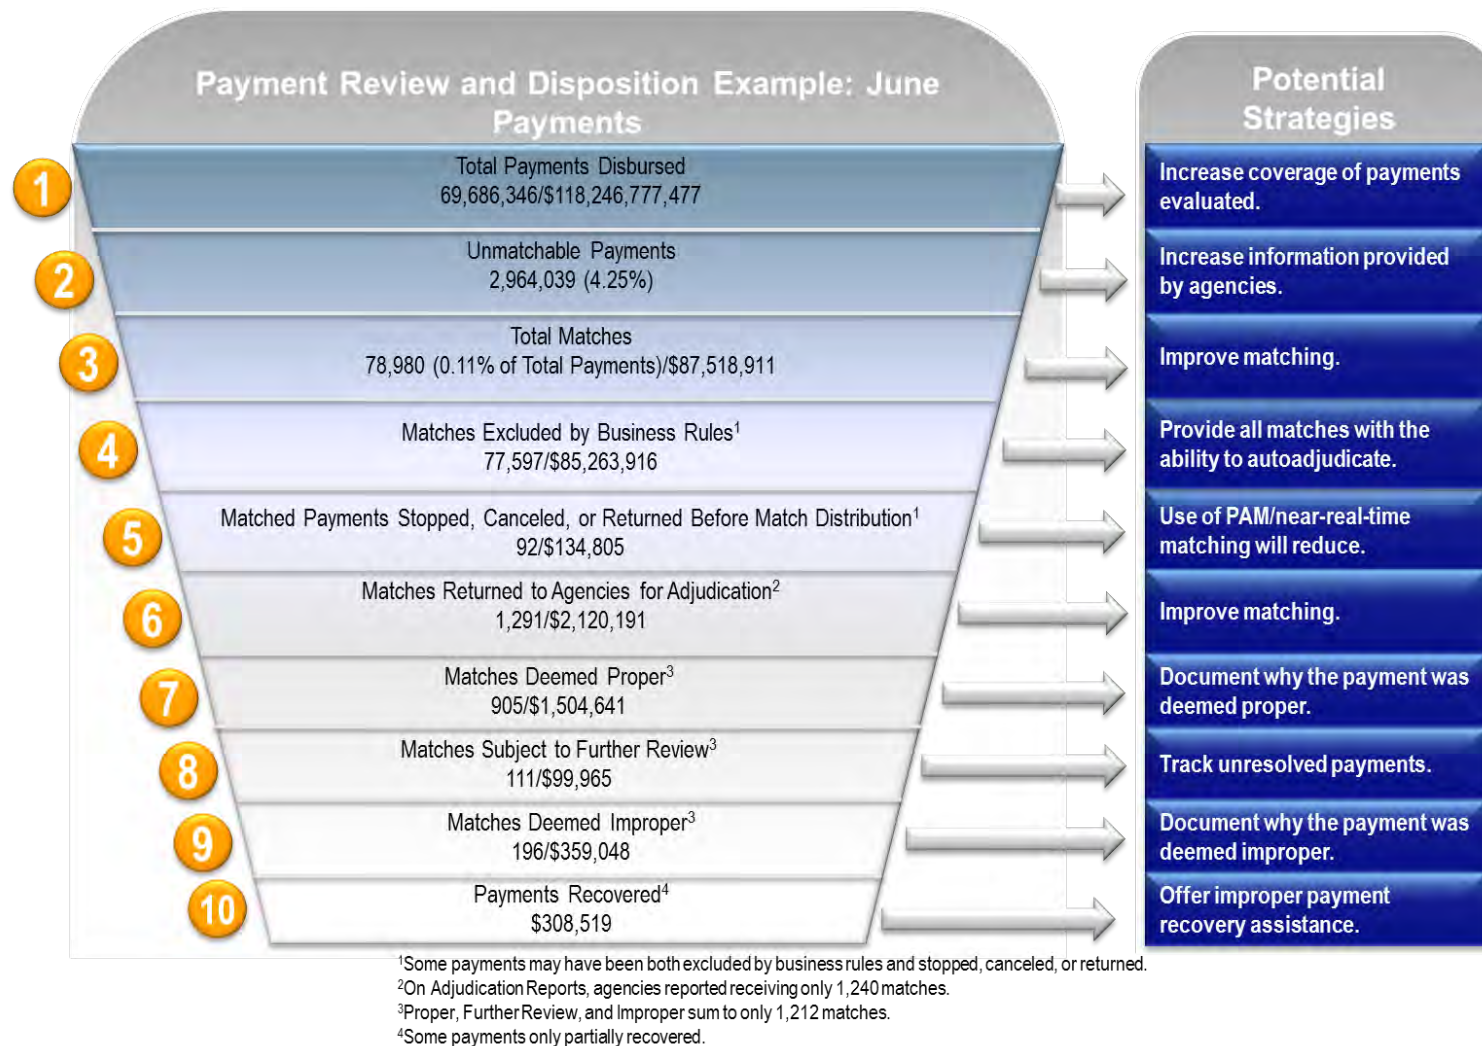 Payment Review and Disposition Example: June
Payments
Potential
Strategies
1
Total Payments Disbursed
69,686,346/$118,246,777,477
Increase coverage of payments
evaluated.
2
Unmatchable Payments
2,964,039 (4.25%)
Increase information provided
by agencies.
3
Total Matches
78,980 (0.11% of Total Payments)/$87,518,911
Improve matching.
4
Matches Excluded by Business Rules¹
77,597/$85,263,916
Provide all matches with the
ability to autoadjudicate.
5
Matched Payments Stopped, Canceled, or Returned Before Match Distribution¹
92/$134,805
Use of PAM/near-real-time
matching will reduce.
6
Matches Returned to Agencies for Adjudication²
1,291/$2,120,191
Improve matching.
7
Matches Deemed Proper³
905/$1,504,641
Document why the payment was
deemed proper.
8
Matches Subject to Further Review³
111/$99,965
Track unresolved payments.
9
Matches Deemed Improper³
196/$359,048
Document why the payment was
deemed improper.
10
Payments Recovered⁴
$308,519
Offer improper payment
recovery assistance.
¹Some payments may have been both excluded by business rules and stopped, canceled, or returned.
²On Adjudication Reports, agencies reported receiving only 1,240 matches.
³Proper, Further Review, and Improper sum to only 1,212 matches.
⁴Some payments only partially recovered.